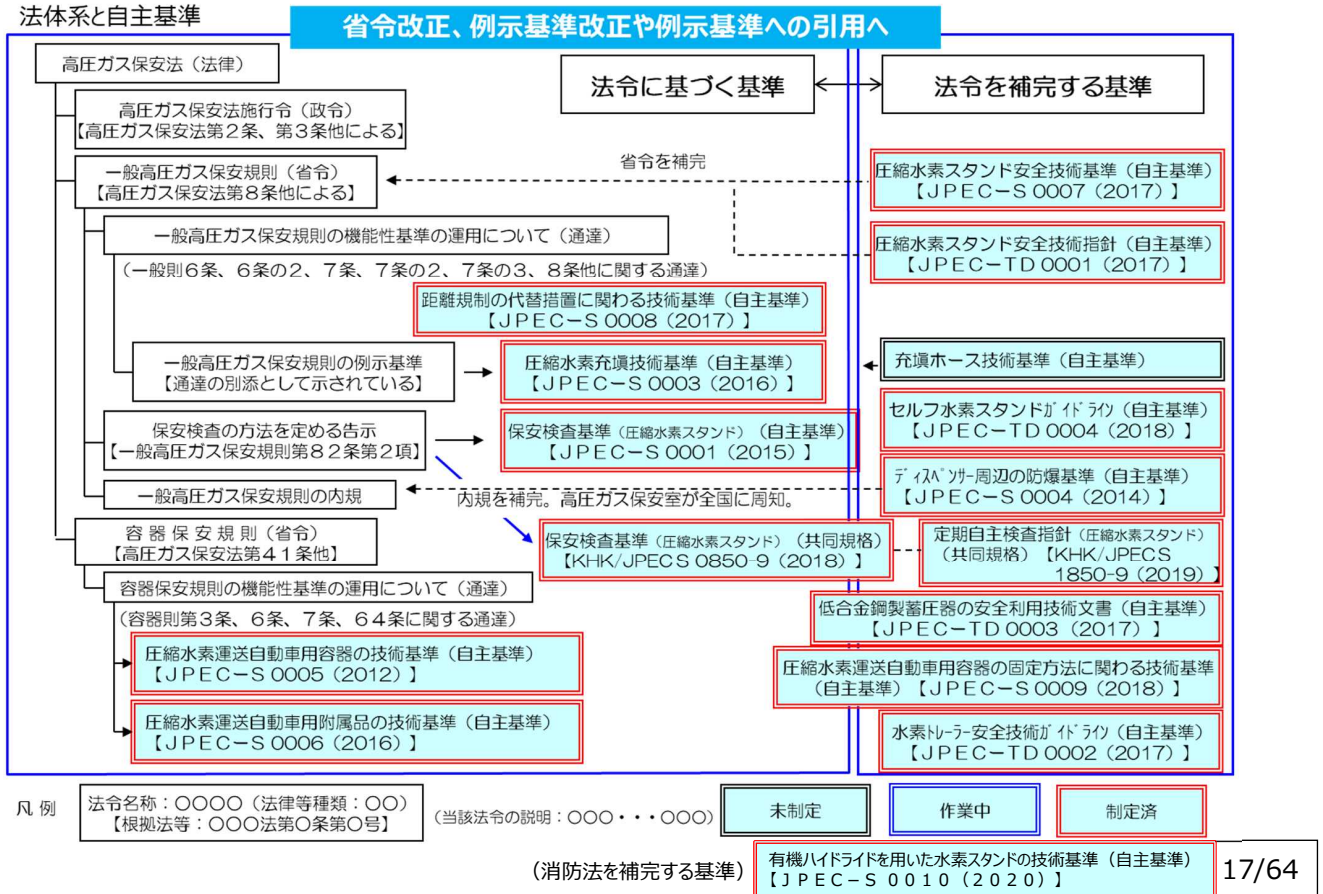 法体系と自主基準
省令改正、例示基準改正や例示基準への引用へ
高圧ガス保安法（法律）
法令に基づく基準
法令を補完する基準
高圧ガス保安法施行令（政令）
【高圧ガス保安法第２条、第３条他による】
一般高圧ガス保安規則（省令）
【高圧ガス保安法第８条他による】
省令を補完
圧縮水素スタンド安全技術基準（自主基準）
【ＪＰＥＣ－Ｓ ０００７（２０１７）】
一般高圧ガス保安規則の機能性基準の運用について（通達）
（一般則６条、６条の２、７条、７条の２、７条の３、８条他に関する通達）
圧縮水素スタンド安全技術指針（自主基準）
【ＪＰＥＣ－ＴＤ ０００１（２０１７）】
距離規制の代替措置に関わる技術基準（自主基準）
【ＪＰＥＣ－Ｓ ０００８（２０１７）】
一般高圧ガス保安規則の例示基準
【通達の別添として示されている】
圧縮水素充塡技術基準（自主基準）
【ＪＰＥＣ－Ｓ ０００３（２０１６）】
充塡ホース技術基準（自主基準）
セルフ水素スタンドｶﾞｲﾄﾞﾗｲﾝ（自主基準）
【ＪＰＥＣ－ＴＤ ０００４（２０１８）】
保安検査の方法を定める告示
【一般高圧ガス保安規則第８２条第２項】
保安検査基準（圧縮水素スタンド）（自主基準）
【ＪＰＥＣ－Ｓ ０００１（２０１５）】
ﾃﾞｨｽﾍﾟﾝｻｰ周辺の防爆基準（自主基準）
【ＪＰＥＣ－Ｓ ０００４（２０１４）】
一般高圧ガス保安規則の内規
内規を補完。高圧ガス保安室が全国に周知。
容 器 保 安 規 則（省令）
【高圧ガス保安法第４１条他】
保安検査基準（圧縮水素スタンド）（共同規格）
【KHK/JPECS 0850-9（２０１８）】
定期自主検査指針（圧縮水素スタンド）
（共同規格）【KHK/JPECS
1850-9（２０１９）】
容器保安規則の機能性基準の運用について（通達）
（容器則第３条、６条、７条、６４条に関する通達）
低合金鋼製蓄圧器の安全利用技術文書（自主基準）
【ＪＰＥＣ－ＴＤ ０００３（２０１７）】
圧縮水素運送自動車用容器の技術基準（自主基準）
【ＪＰＥＣ－Ｓ ０００５（２０１２）】
圧縮水素運送自動車用容器の固定方法に関わる技術基準
（自主基準）【ＪＰＥＣ－Ｓ ０００９（２０１８）】
圧縮水素運送自動車用附属品の技術基準（自主基準）
【ＪＰＥＣ－Ｓ ０００６（２０１６）】
水素ﾄﾚｰﾗｰ安全技術ｶﾞｲﾄﾞﾗｲﾝ（自主基準）
【ＪＰＥＣ－ＴＤ ０００２（２０１７）】
凡 例
法令名称：〇〇〇〇（法律等種類：〇〇）
【根拠法等：〇〇〇法第〇条第〇号】
（当該法令の説明：〇〇〇・・・〇〇〇）
未制定
作業中
制定済
（消防法を補完する基準）
有機ハイドライドを用いた水素スタンドの技術基準（自主基準）
【ＪＰＥＣ－Ｓ ００１０（２０２０）】
17/64